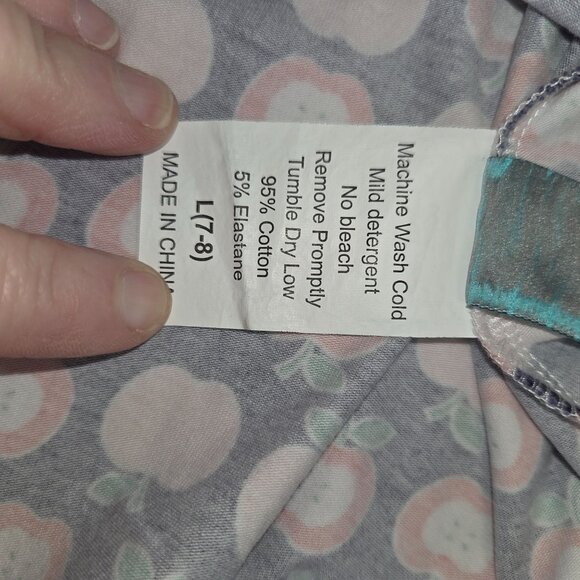 Machine Wash Cold
Mild detergent
No bleach
Remove Promptly
Tumble Dry Low
95% Cotton
5% Elastane
L(7-8)
MADE IN CHINA